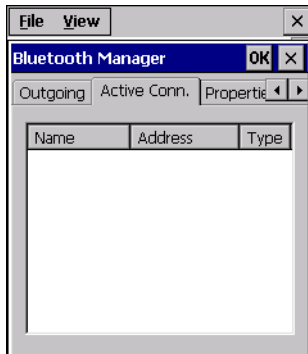 File View
Bluetooth Manager OK
Outgoing Active Conn.
Name Address Type